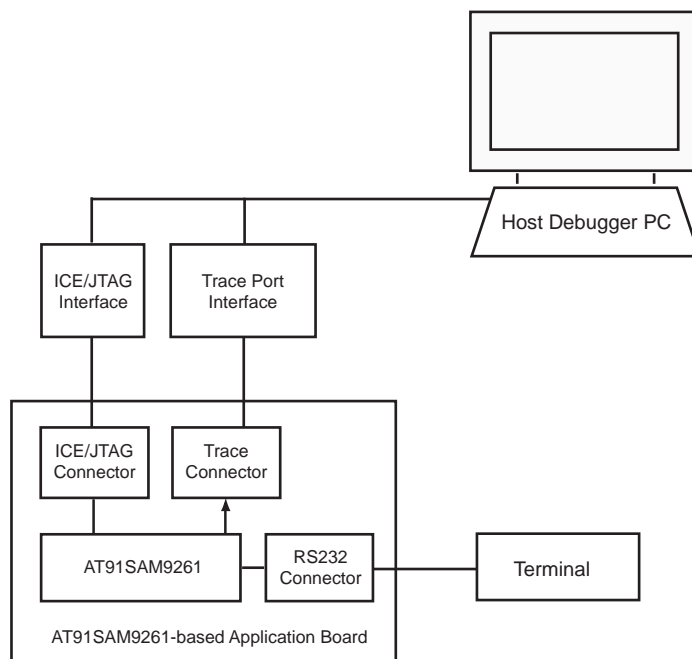 Host Debugger PC
ICE/JTAG
Interface
Trace Port
Interface
ICE/JTAG
Connector
Trace
Connector
AT91SAM9261
RS232
Connector
Terminal
AT91SAM9261-based Application Board